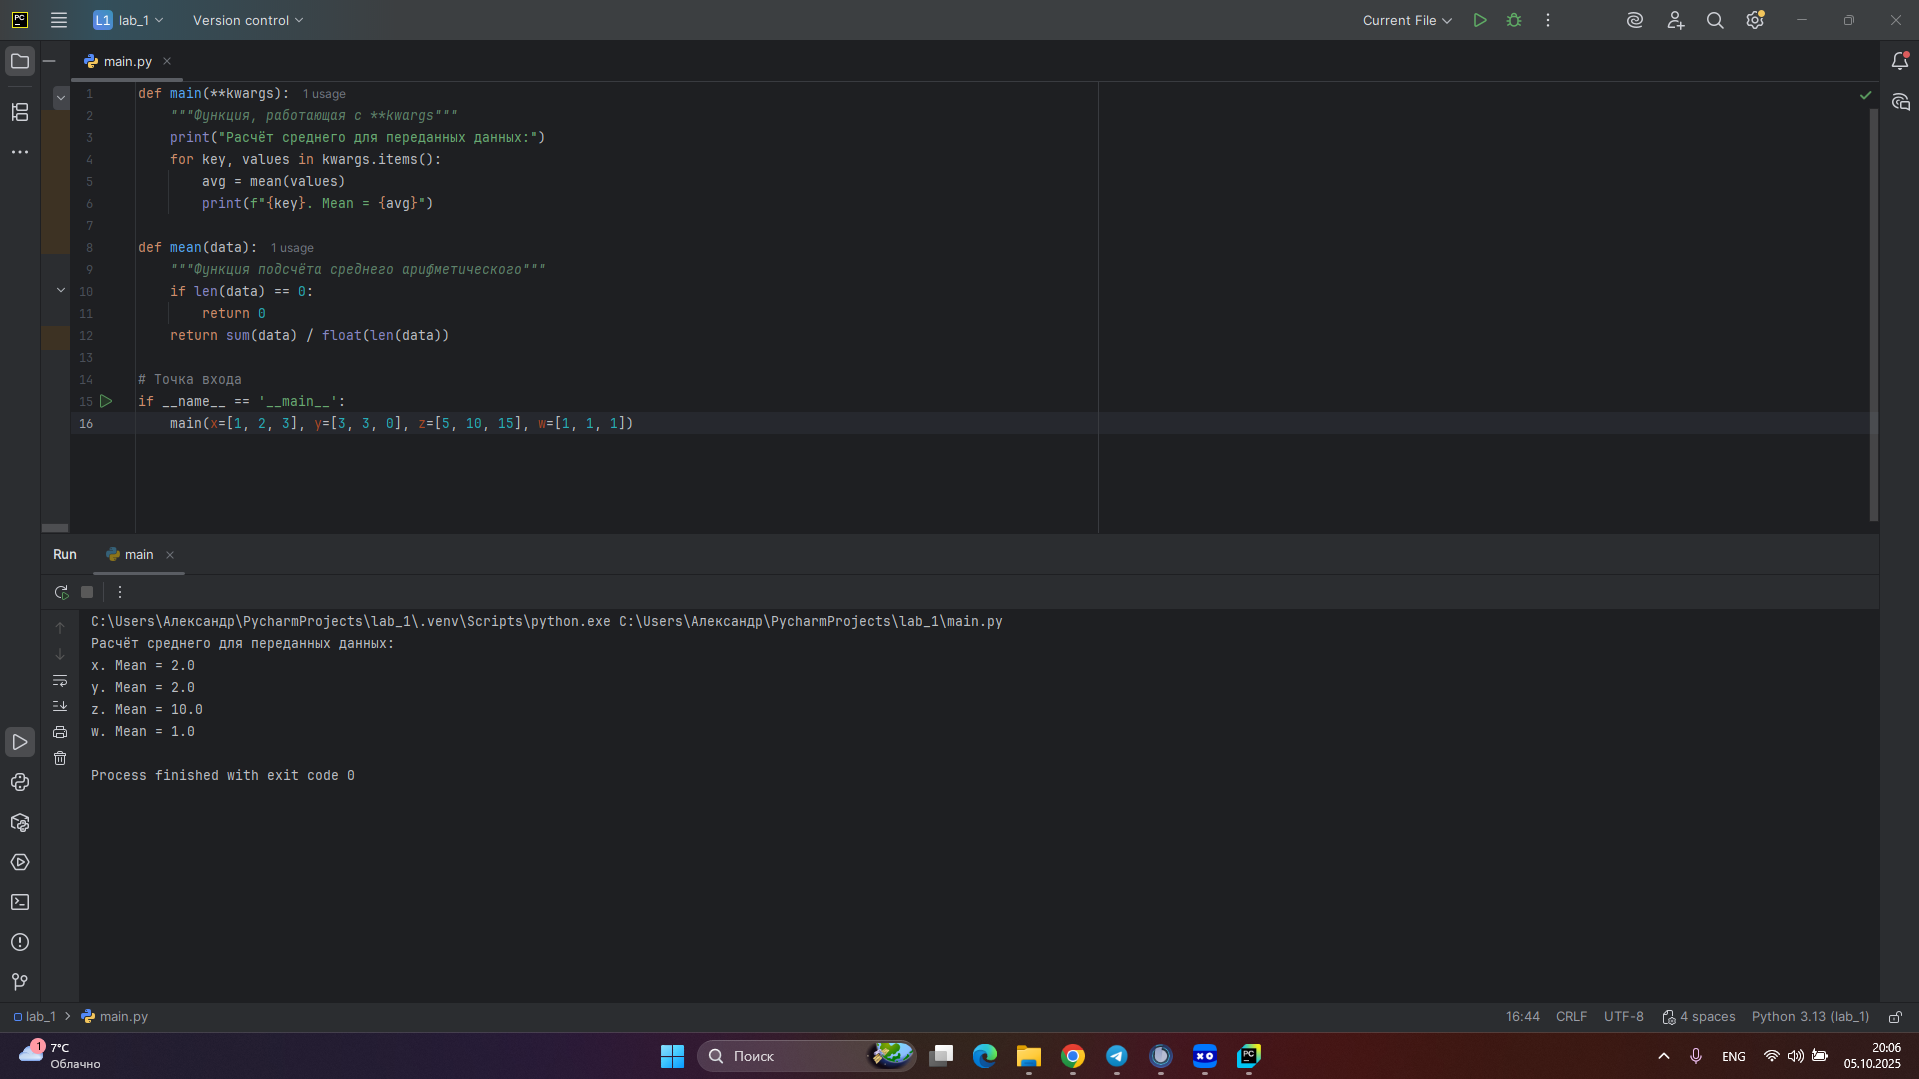 L1 lab_1 Version control Current File
main.py
1 def main(**kwargs): 1 usage
2 """Функция, работающая с **kwargs"""
3 print("Расчёт среднего для переданных данных:")
4 for key, values in kwargs.items():
5 avg = mean(values)
6 print(f"{key}. Mean = {avg}")
7
8 def mean(data): 1 usage
9 """Функция подсчёта среднего арифметического"""
10 if len(data) == 0:
11 return 0
12 return sum(data) / float(len(data))
13
14 # Точка входа
15 if __name__ == '__main__':
16 main(x=[1, 2, 3], y=[3, 3, 0], z=[5, 10, 15], w=[1, 1, 1])
Run main
C:\Users\Александр\PycharmProjects\lab_1\.venv\Scripts\python.exe C:\Users\Александр\PycharmProjects\lab_1\main.py
Расчёт среднего для переданных данных:
x. Mean = 2.0
y. Mean = 2.0
z. Mean = 10.0
w. Mean = 1.0
Process finished with exit code 0
lab_1 main.py 16:44 CRLF UTF-8 4 spaces Python 3.13 (lab_1)
1 7°C
Облачно
Поиск
ENG
20:06
05.10.2025